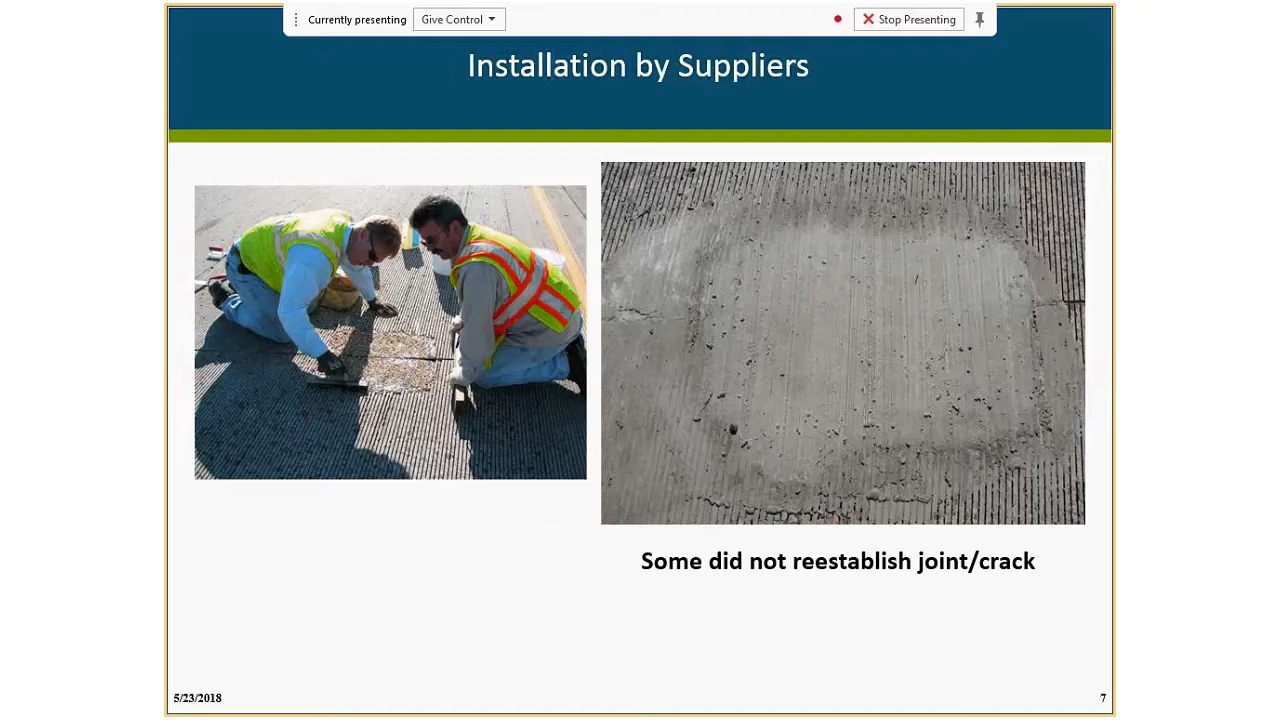 Currently presenting
Give Control
Stop Presenting
Installation by Suppliers
Some did not reestablish joint/crack
5/23/2018
7